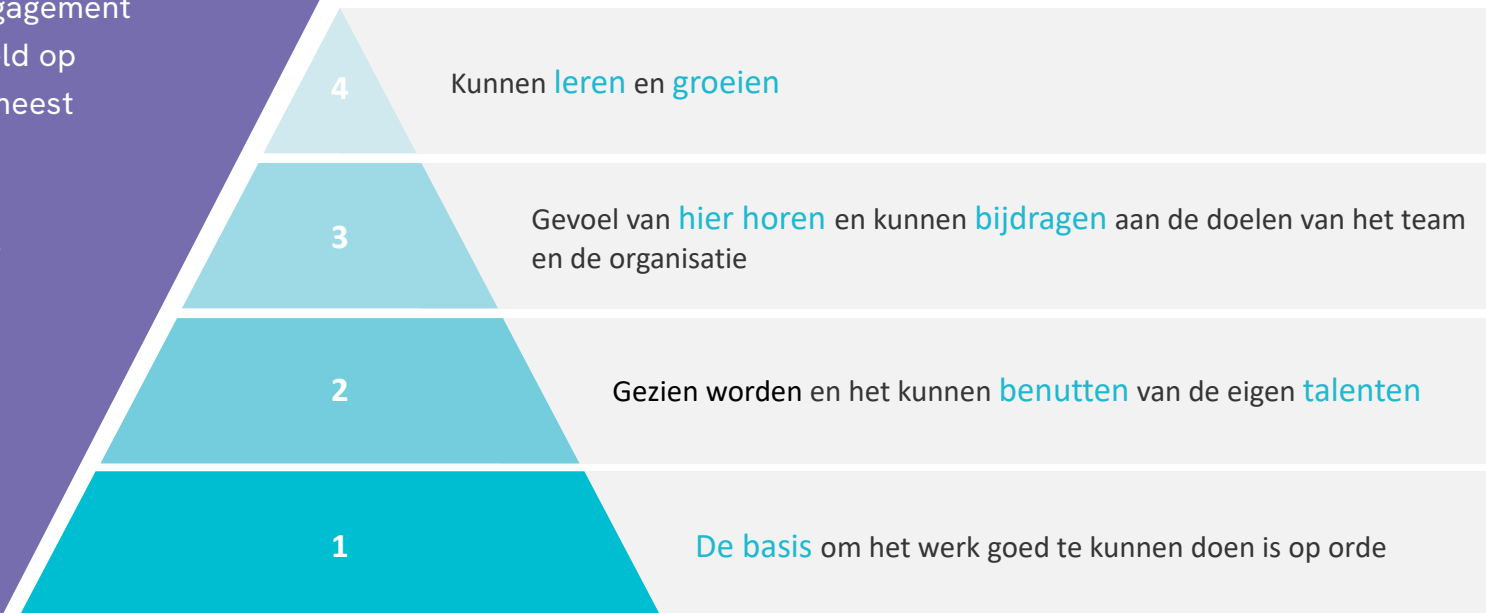 gagement
ld op
4
Kunnen leren en groeien
3
Gevoel van hier horen en kunnen bijdragen aan de doelen van het team
en de organisatie
2
Gezien worden en het kunnen benutten van de eigen talenten
1
De basis om het werk goed te kunnen doen is op orde